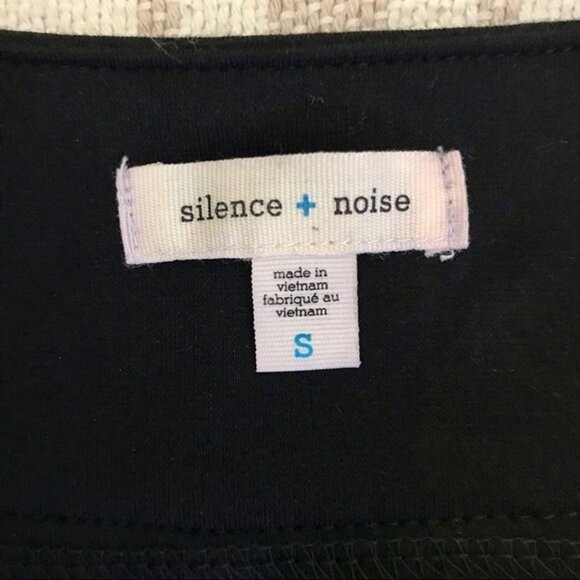 silence + noise
made in
vietnam
fabriqué au
vietnam
S